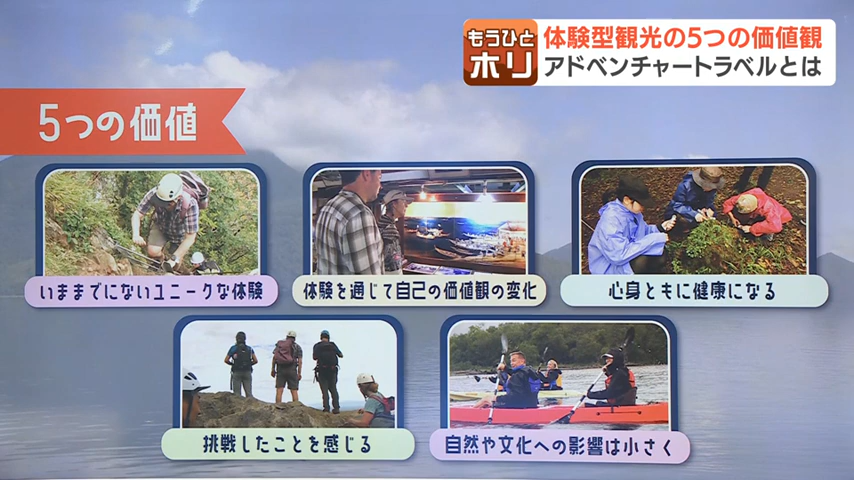 もうひと
ホリ
体験型観光の5つの価値観
アドベンチャートラベルとは
5つの価値
いままでにないユニークな体験
体験を通じて自己の価値観の変化
心身ともに健康になる
挑戦したことを感じる
自然や文化への影響は小さく